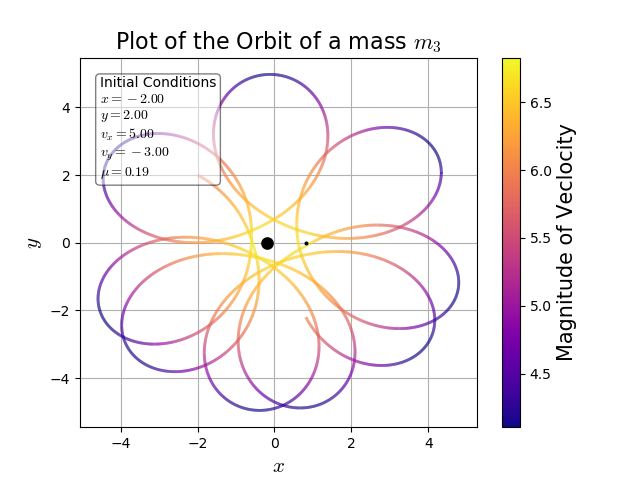 Plot of the Orbit of a mass m₃
Initial Conditions
x = −2.00
y = 2.00
vₓ = 5.00
v_y = −3.00
μ = 0.19
4
2
0
−2
−4
y
−4
−2
0
2
4
x
6.5
6.0
5.5
5.0
4.5
Magnitude of Veclocity